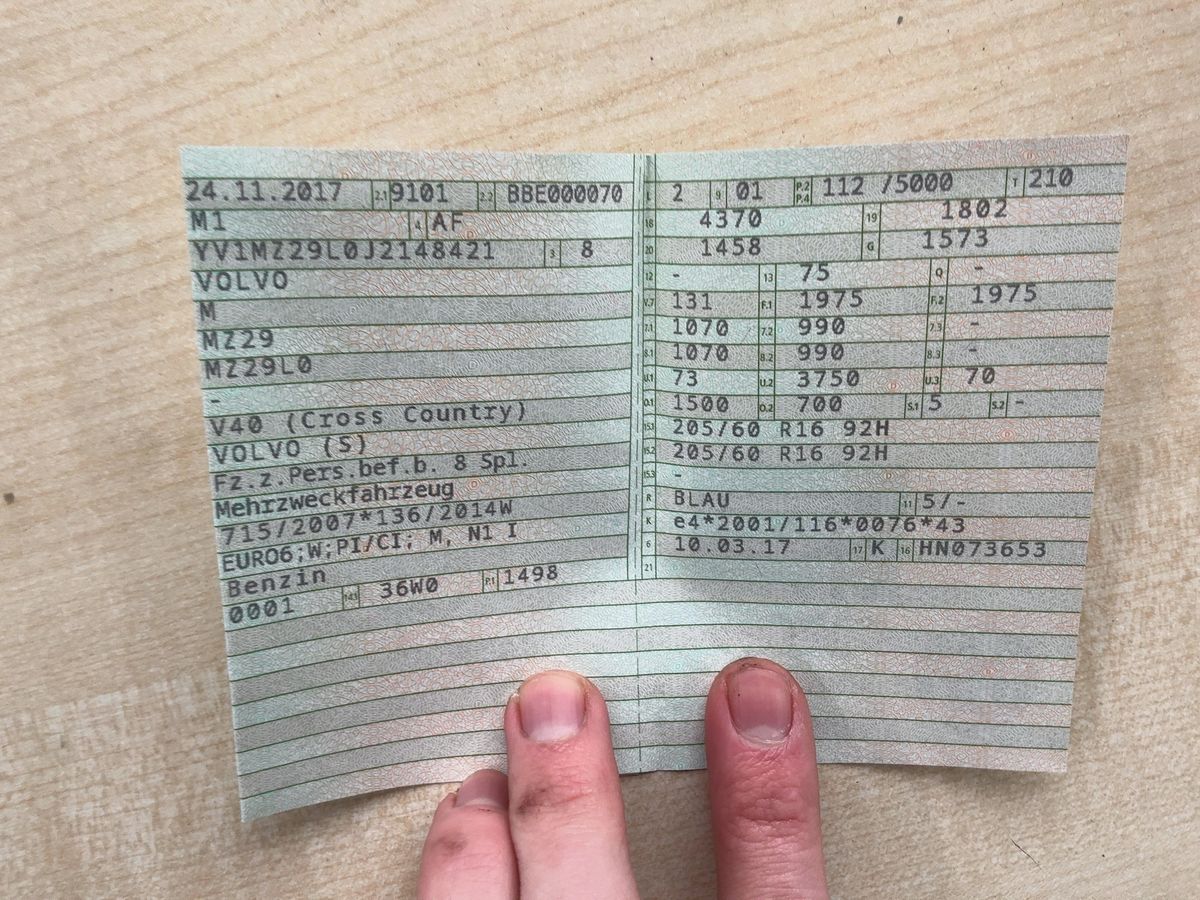 24.11.2017 2.1 9101 2.2 BBE000070
M1 4 AF
YV1MZ29L0J2148421 3 8
VOLVO
M
MZ29
MZ29L0
-
V40 (Cross Country)
VOLVO (S)
Fz.z.Pers.bef.b. 8 Spl.
Mehrzweckfahrzeug
715/2007*136/2014W
EURO6;W;PI/CI; M, N1 I
Benzin
0001 14.1 36W0 P.1 1498
L 2 9 01 P.2 P.4 112 /5000 T 210
18 4370 19 1802
20 1458 G 1573
12 - 13 75 Q -
V.7 131 F.1 1975 F.2 1975
7.1 1070 7.2 990 7.3 -
8.1 1070 8.2 990 8.3 -
U.1 73 U.2 3750 U.3 70
O.1 1500 O.2 700 S.1 5 S.2 -
15.1 205/60 R16 92H
15.2 205/60 R16 92H
15.3 -
R BLAU 11 5/-
K e4*2001/116*0076*43
6 10.03.17 17 K 16 HN073653
21